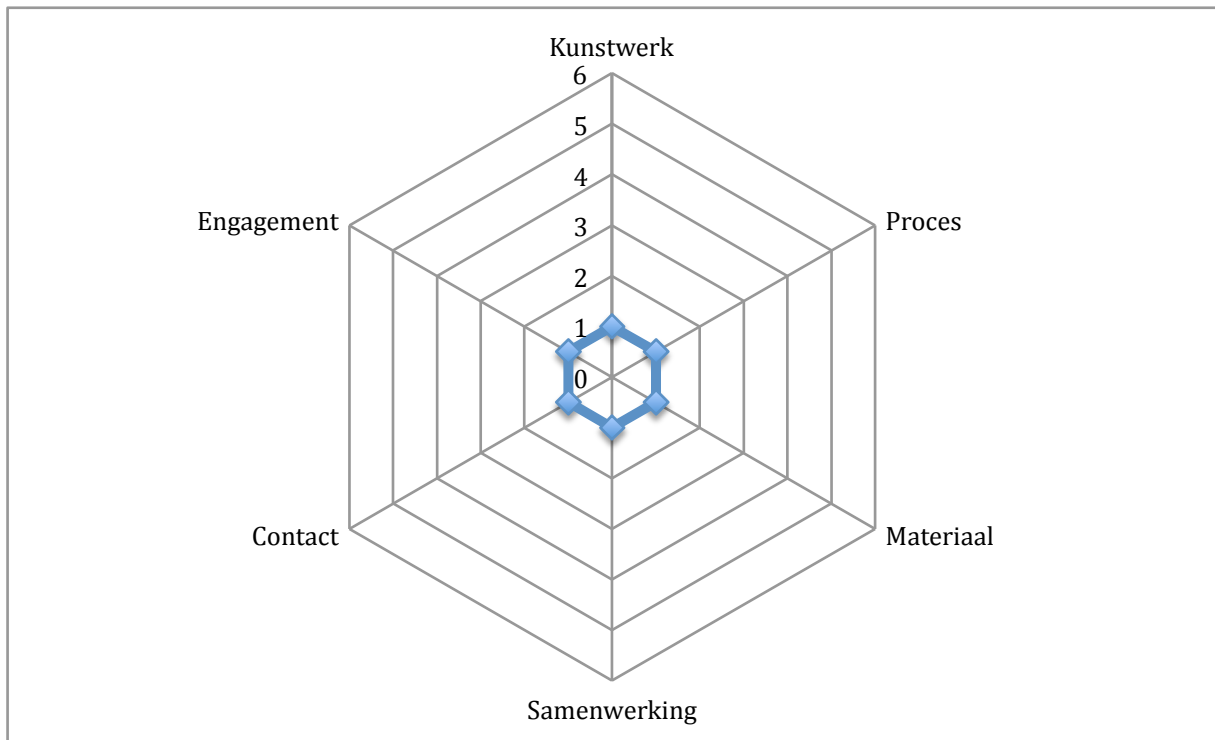 Kunstwerk
6
5
Engagement
Proces
4
3
2
1
0
Contact
Materiaal
Samenwerking